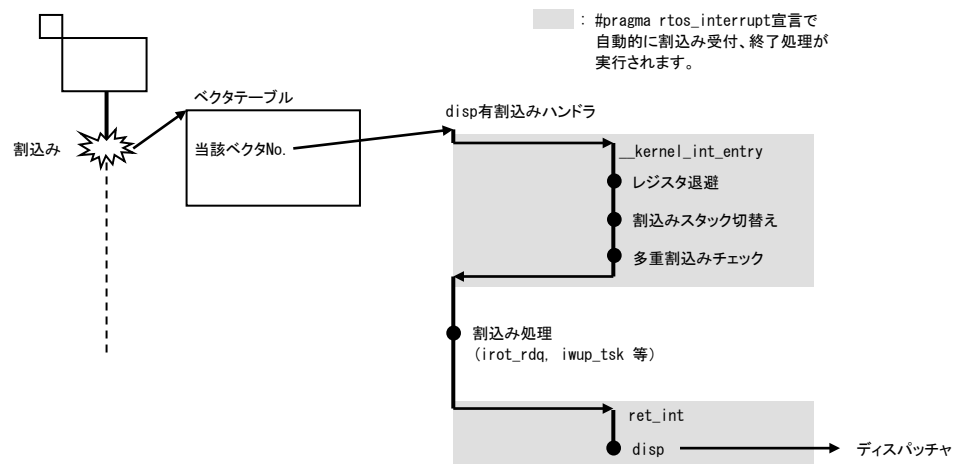 ： #pragma rtos_interrupt宣言で
自動的に割込み受付、終了処理が
実行されます。
ベクタテーブル
disp有割込みハンドラ
割込み
当該ベクタNo.
__kernel_int_entry
レジスタ退避
割込みスタック切替え
多重割込みチェック
割込み処理
(irot_rdq, iwup_tsk 等)
ret_int
disp
ディスパッチャ